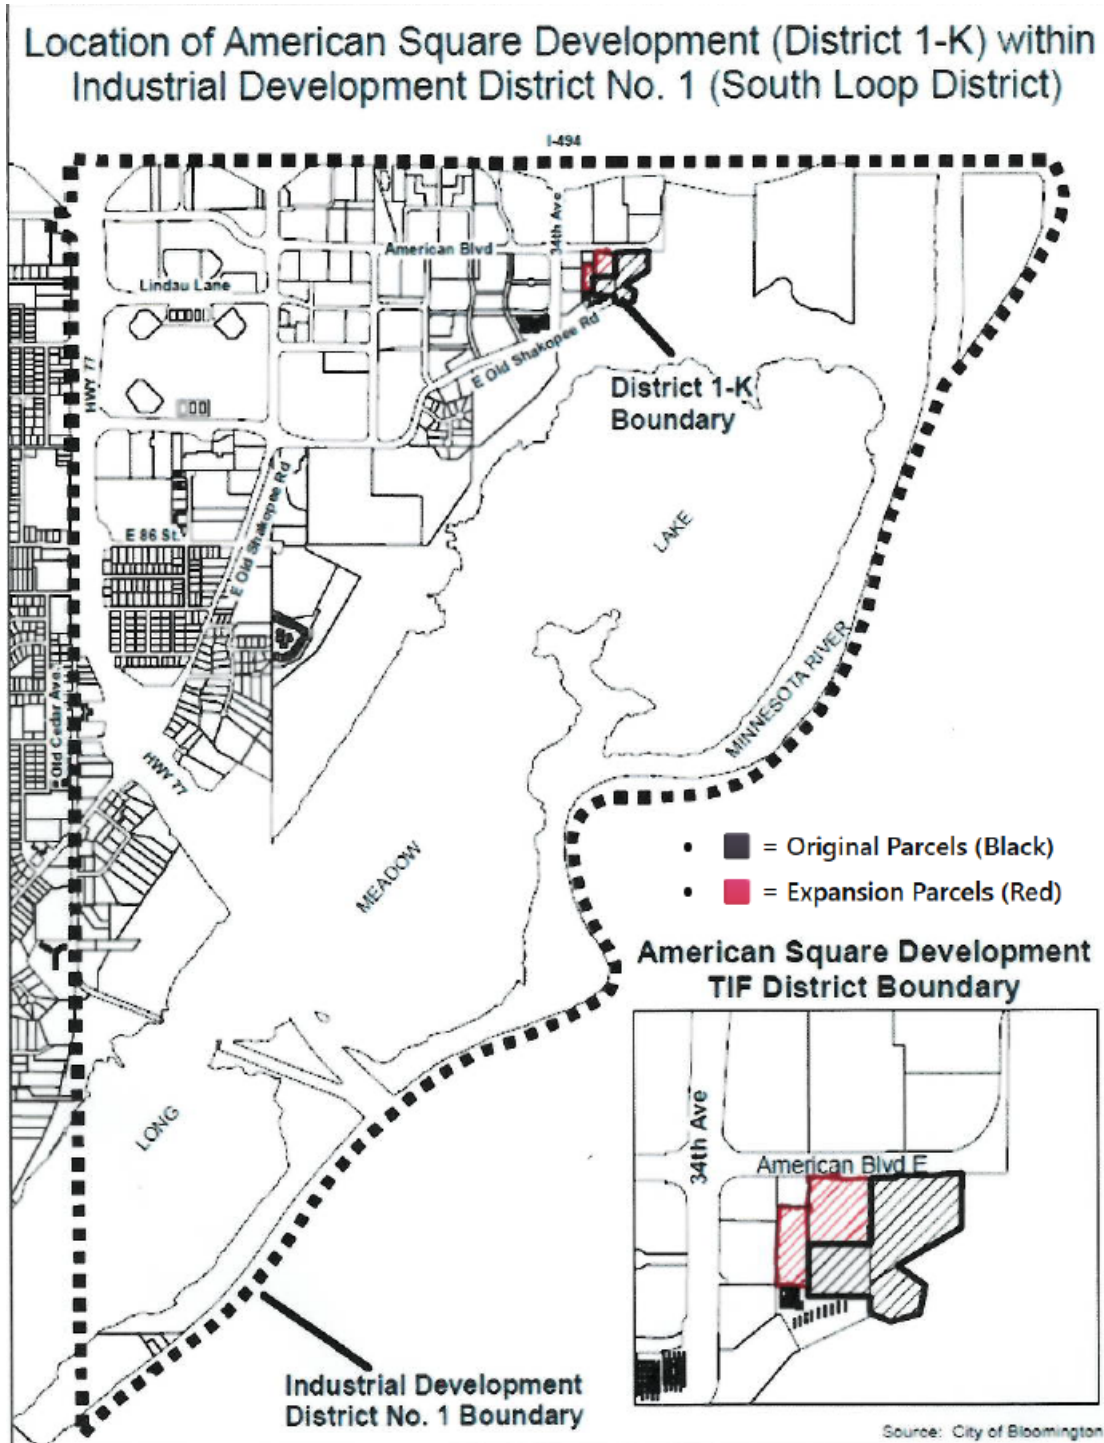 Location of American Square Development (District 1-K) within
Industrial Development District No. 1 (South Loop District)
I-494
34th Ave
American Blvd
Lindau Lane
E Old Shakopee Rd
HWY 77
District 1-K
Boundary
E Old Shakopee Rd
E 86 St.
LAKE
MINNESOTA RIVER
Old Cedar Ave.
HWY 77
MEADOW
• = Original Parcels (Black)
• = Expansion Parcels (Red)
American Square Development
TIF District Boundary
34th Ave
American Blvd E
LONG
Industrial Development
District No. 1 Boundary
Source: City of Bloomington